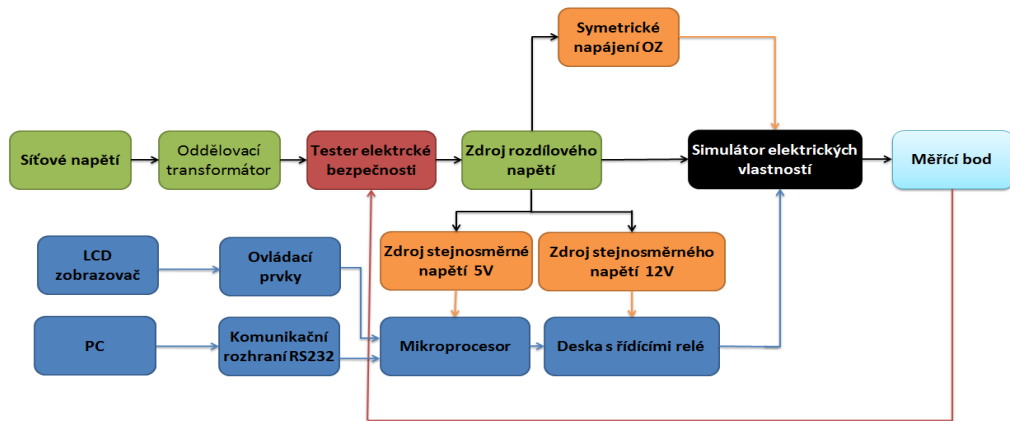 Symetrické
napájení OZ
Síťové napětí
Oddělovací
transformátor
Tester elektrcké
bezpečnosti
Zdroj rozdílového
napětí
Simulátor elektrických
vlastností
Měřící bod
LCD
zobrazovač
Ovládací
prvky
Zdroj stejnosměrné
napětí 5V
Zdroj stejnosměrného
napětí 12V
PC
Komunikační
rozhraní RS232
Mikroprocesor
Deska s řídícími relé